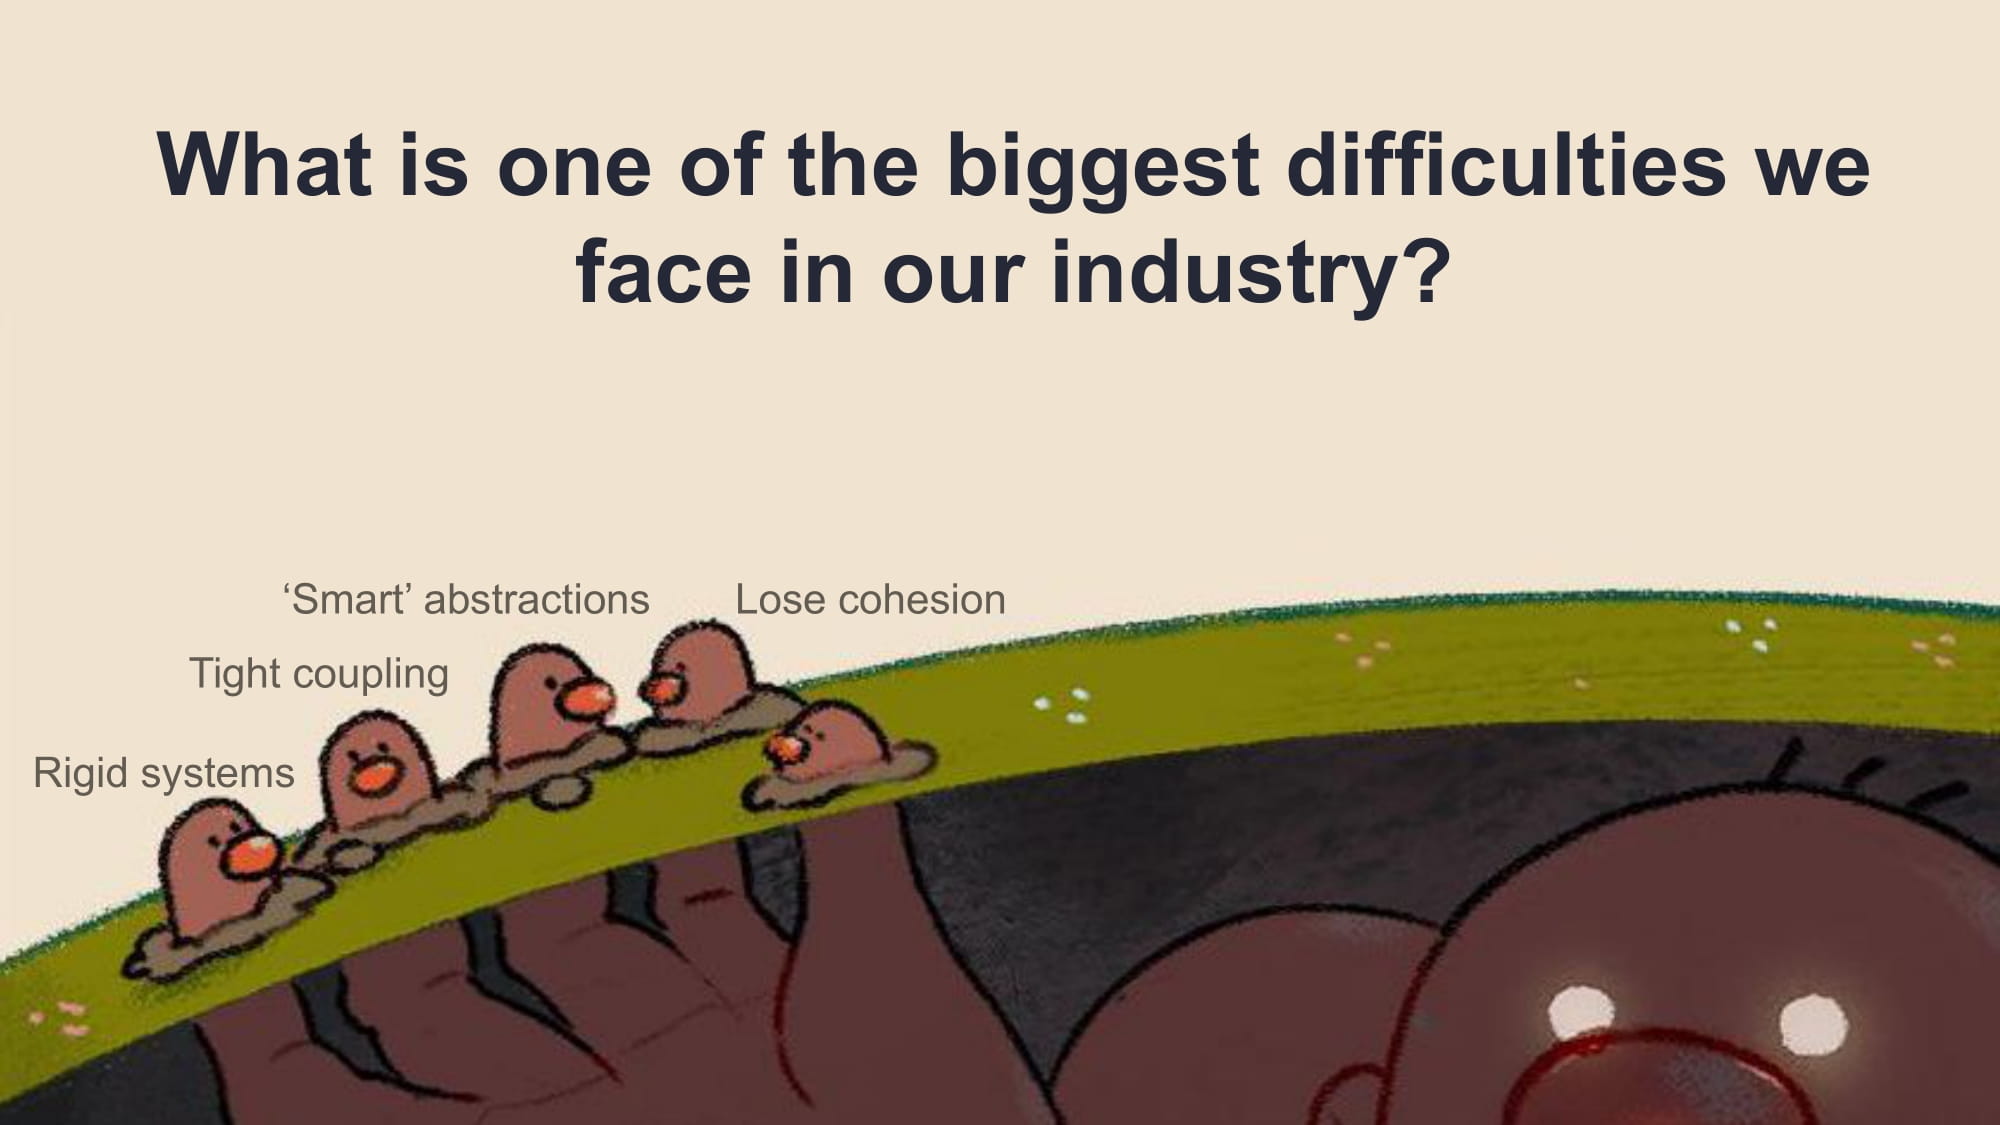 What is one of the biggest difficulties we
face in our industry?
‘Smart’ abstractions
Lose cohesion
Tight coupling
Rigid systems